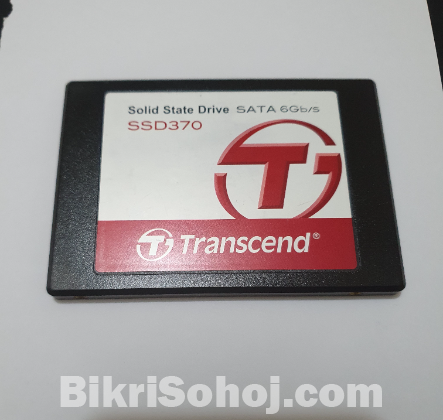 Solid State Drive SATA 6Gb/s
SSD370
Transcend®
BikriSohoj.com